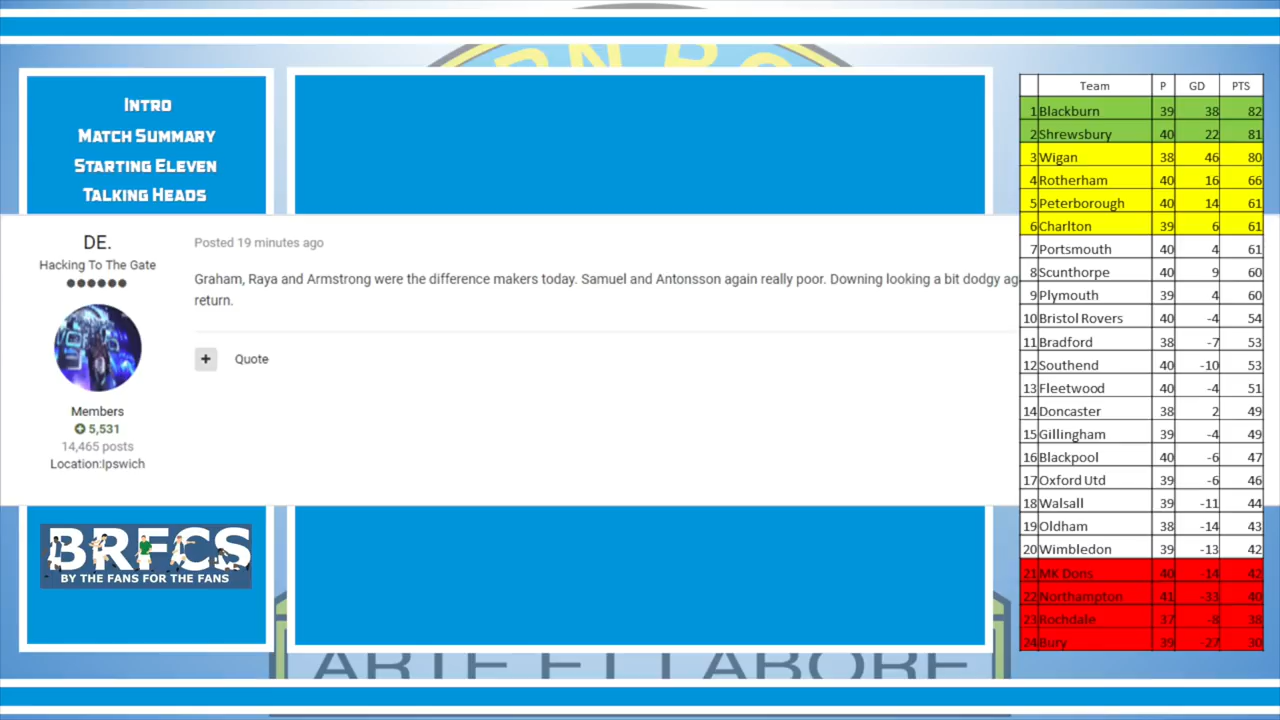 INTRO
MATCH SUMMARY
STARTING ELEVEN
TALKING HEADS
DE.
Hacking To The Gate
Members
5,531
14,465 posts
Location:Ipswich
Posted 19 minutes ago
Graham, Raya and Armstrong were the difference makers today. Samuel and Antonsson again really poor. Downing looking a bit dodgy ag
return.
+ Quote
BRFCS
BY THE FANS FOR THE FANS
ARTE ET LABORE
Team P GD PTS
1 Blackburn 39 38 82
2 Shrewsbury 40 22 81
3 Wigan 38 46 80
4 Rotherham 40 16 66
5 Peterborough 40 14 61
6 Charlton 39 6 61
7 Portsmouth 40 4 61
8 Scunthorpe 40 9 60
9 Plymouth 39 4 60
10 Bristol Rovers 40 -4 54
11 Bradford 38 -7 53
12 Southend 40 -10 53
13 Fleetwood 40 -4 51
14 Doncaster 38 2 49
15 Gillingham 39 -4 49
16 Blackpool 40 -6 47
17 Oxford Utd 39 -6 46
18 Walsall 39 -11 44
19 Oldham 38 -14 43
20 Wimbledon 39 -13 42
21 MK Dons 40 -14 42
22 Northampton 41 -33 40
23 Rochdale 37 -8 38
24 Bury 39 -27 30